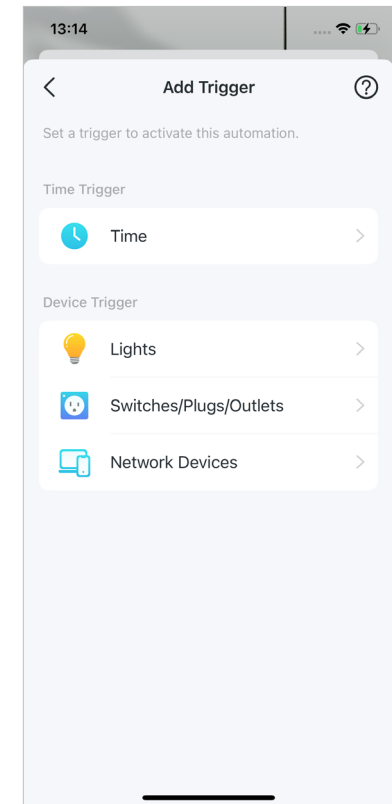 13:14
Add Trigger
Set a trigger to activate this automation.
Time Trigger
Time
Device Trigger
Lights
Switches/Plugs/Outlets
Network Devices